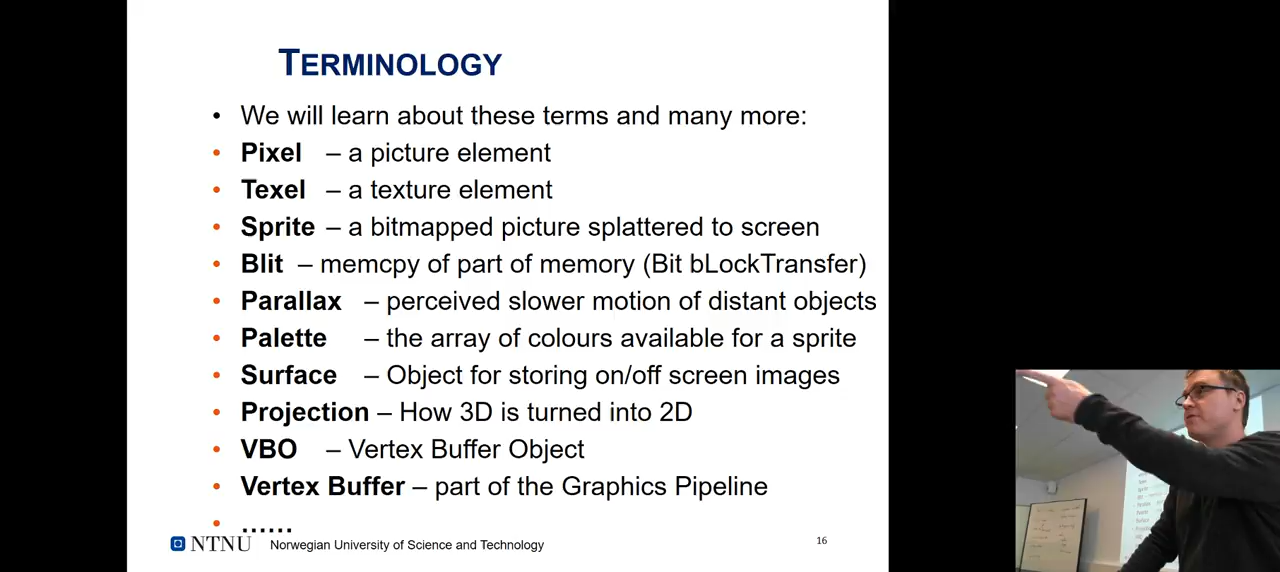 TERMINOLOGY
• We will learn about these terms and many more:
• Pixel – a picture element
• Texel – a texture element
• Sprite – a bitmapped picture splattered to screen
• Blit – memcpy of part of memory (Bit bLockTransfer)
• Parallax – perceived slower motion of distant objects
• Palette – the array of colours available for a sprite
• Surface – Object for storing on/off screen images
• Projection – How 3D is turned into 2D
• VBO – Vertex Buffer Object
• Vertex Buffer – part of the Graphics Pipeline
• ......
NTNU Norwegian University of Science and Technology 16